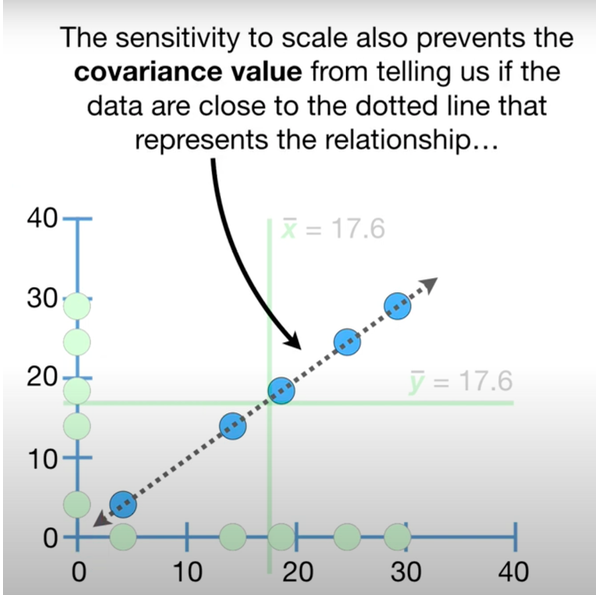 The sensitivity to scale also prevents the
covariance value from telling us if the
data are close to the dotted line that
represents the relationship…
40
x̄ = 17.6
30
20
ȳ = 17.6
10
0
0 10 20 30 40